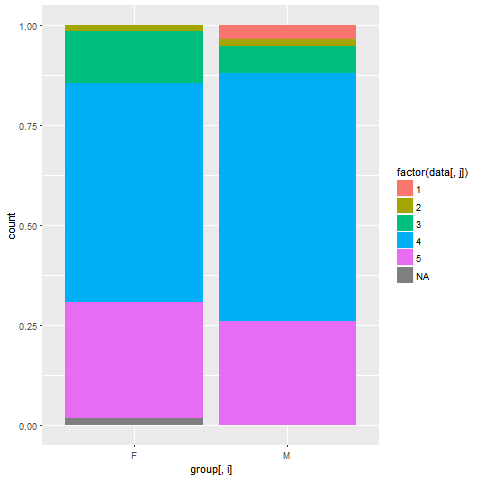 1.00
0.75
0.50
0.25
0.00
count
F
M
group[, i]
factor(data[, j])
1
2
3
4
5
NA